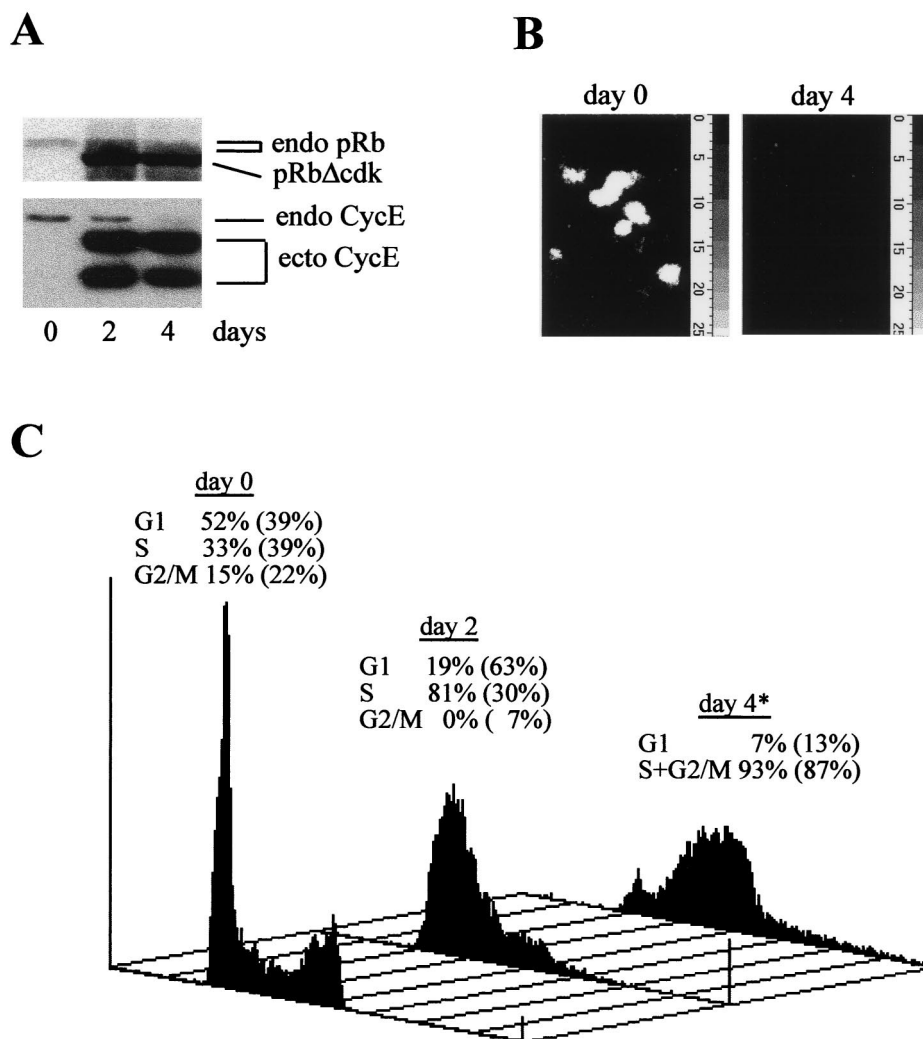 A
endo pRb
pRbΔcdk
endo CycE
ecto CycE
0 2 4 days
B
day 0 day 4
0 0
5 5
10 10
15 15
20 20
25 25
C
day 0
G1 52% (39%)
S 33% (39%)
G2/M 15% (22%)
day 2
G1 19% (63%)
S 81% (30%)
G2/M 0% ( 7%)
day 4*
G1 7% (13%)
S+G2/M 93% (87%)